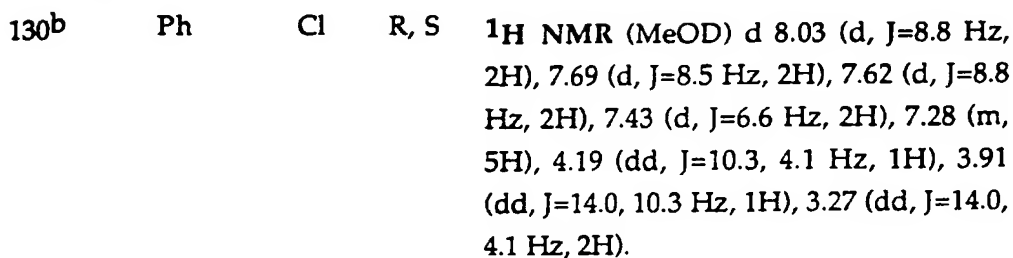 130b Ph Cl R, S 1H NMR (MeOD) d 8.03 (d, J=8.8 Hz,
2H), 7.69 (d, J=8.5 Hz, 2H), 7.62 (d, J=8.8
Hz, 2H), 7.43 (d, J=6.6 Hz, 2H), 7.28 (m,
5H), 4.19 (dd, J=10.3, 4.1 Hz, 1H), 3.91
(dd, J=14.0, 10.3 Hz, 1H), 3.27 (dd, J=14.0,
4.1 Hz, 2H).